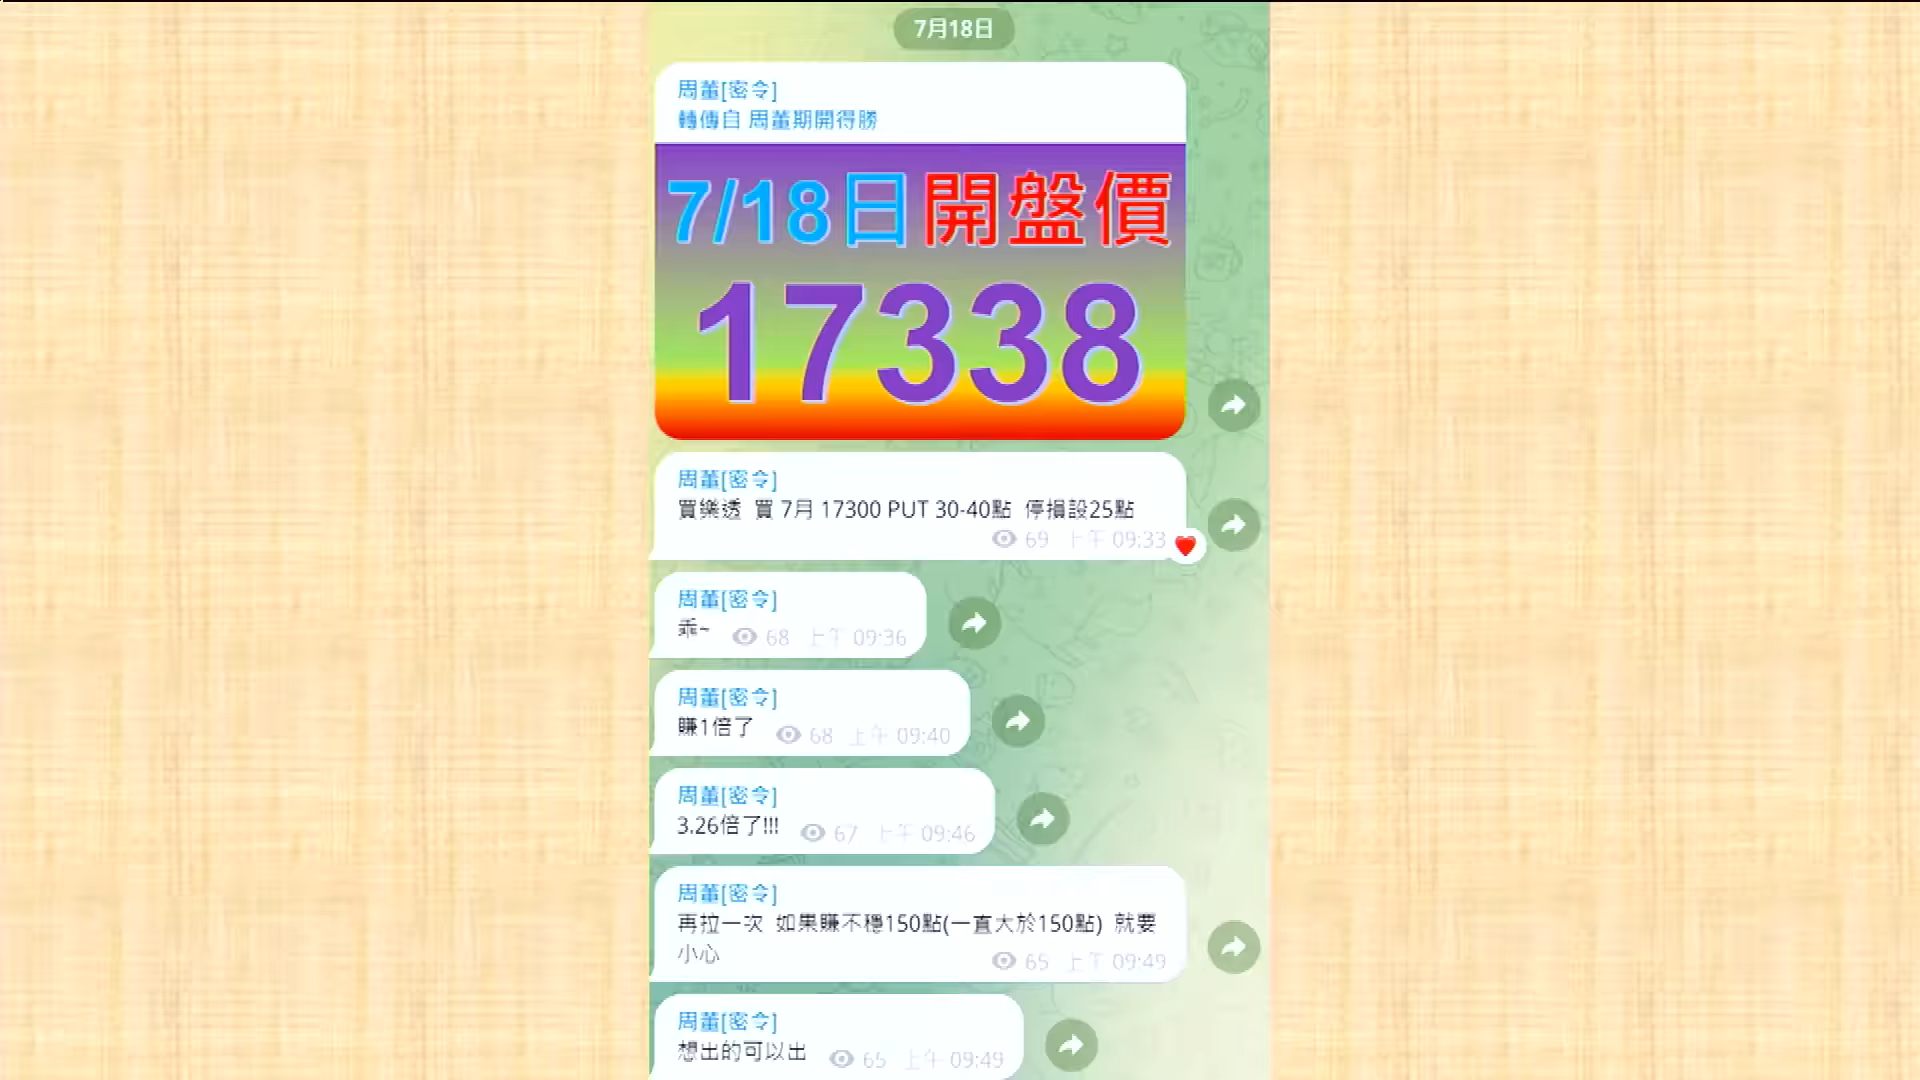 7月18日
周董[密令]
轉傳自 周董期開得勝
7/18日開盤價
17338
周董[密令]
買樂透 買 7月 17300 PUT 30-40點 停損設25點
69 上午 09:33
周董[密令]
乖~ 68 上午 09:36
周董[密令]
賺1倍了 68 上午 09:40
周董[密令]
3.26倍了!!! 67 上午 09:46
周董[密令]
再拉一次 如果賺不穩150點(一直大於150點) 就要
小心 65 上午 09:49
周董[密令]
想出的可以出 65 上午 09:49